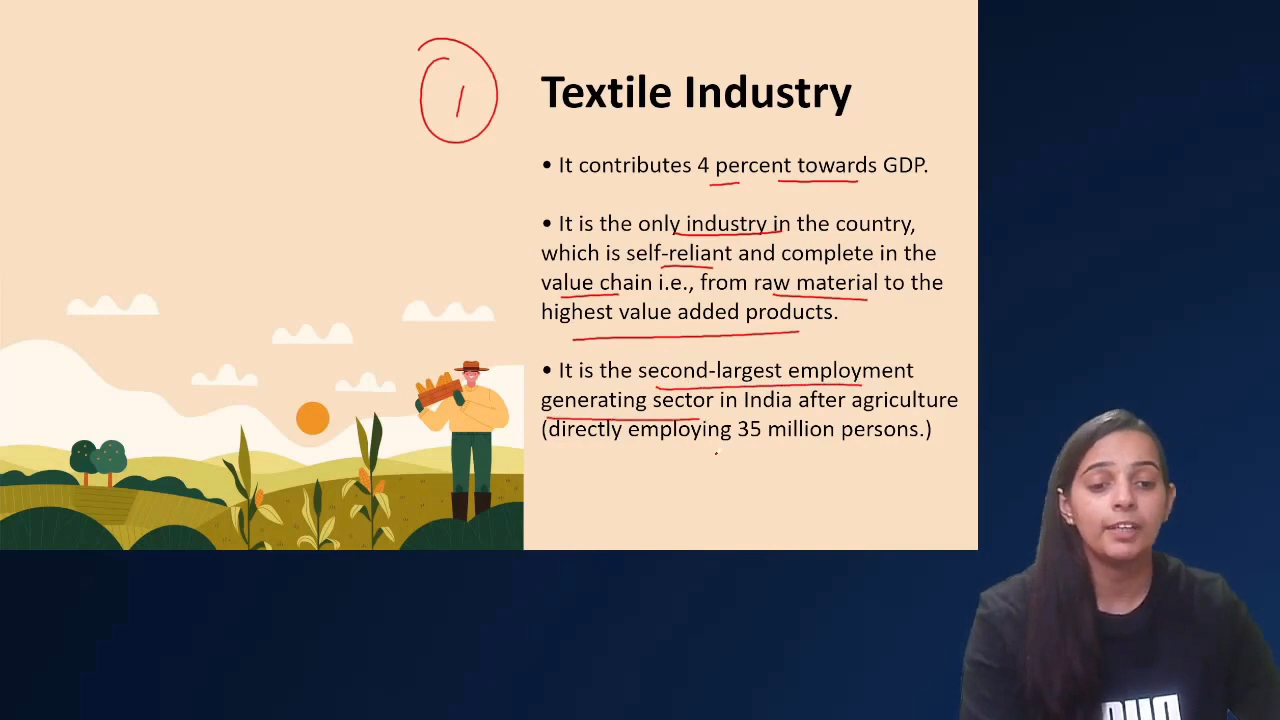 1
Textile Industry
• It contributes 4 percent towards GDP.
• It is the only industry in the country,
which is self-reliant and complete in the
value chain i.e., from raw material to the
highest value added products.
• It is the second-largest employment
generating sector in India after agriculture
(directly employing 35 million persons.)